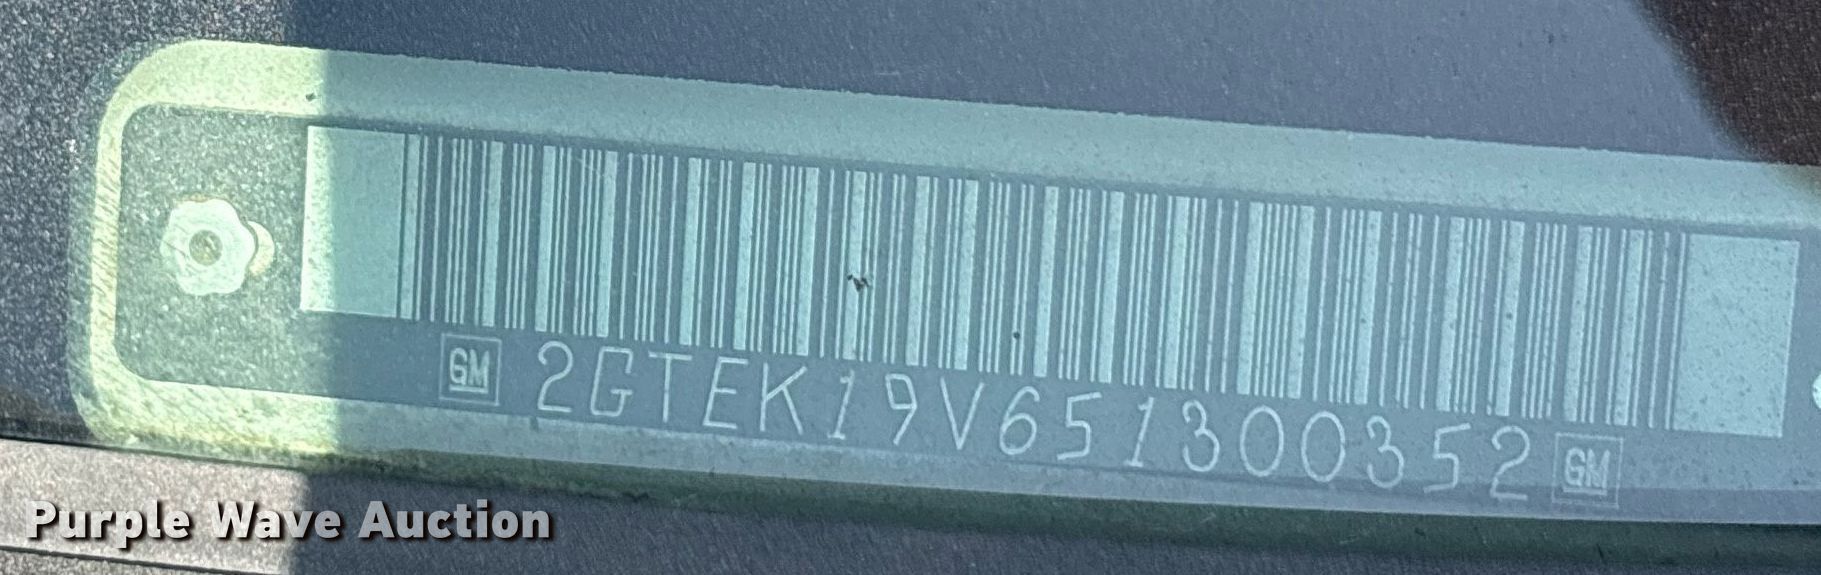 GM 2GTEK19V651300352 GM
Purple Wave Auction